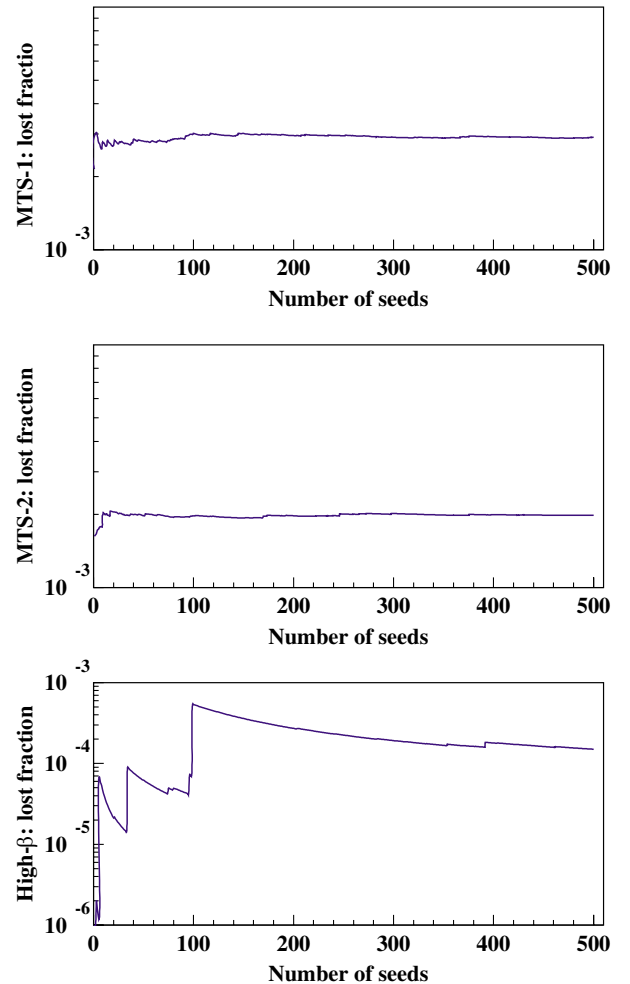 MTS-1: lost fractio
10 -3
0 100 200 300 400 500
Number of seeds
MTS-2: lost fraction
10 -3
0 100 200 300 400 500
Number of seeds
High-β: lost fraction
10 -3
10 -4
10 -5
10 -6
0 100 200 300 400 500
Number of seeds